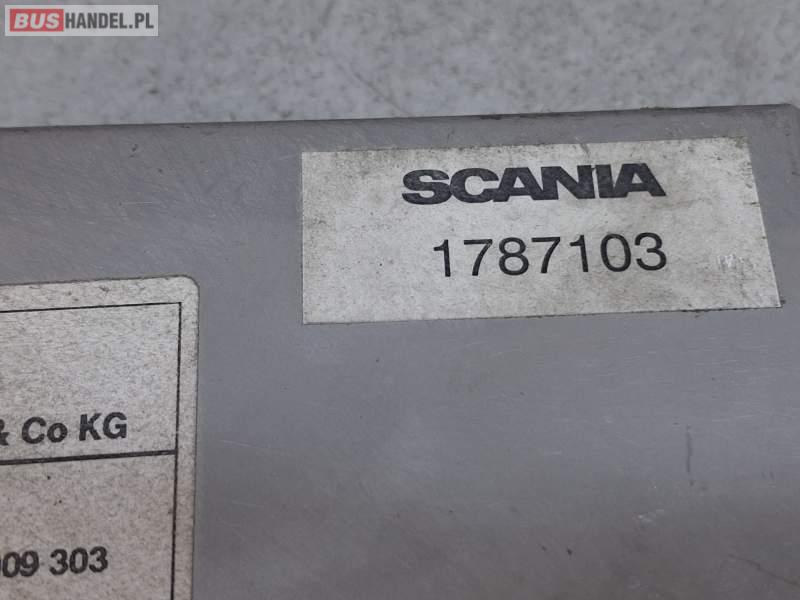 BUSHANDEL.PL
SCANIA
1787103
& Co KG
09 303